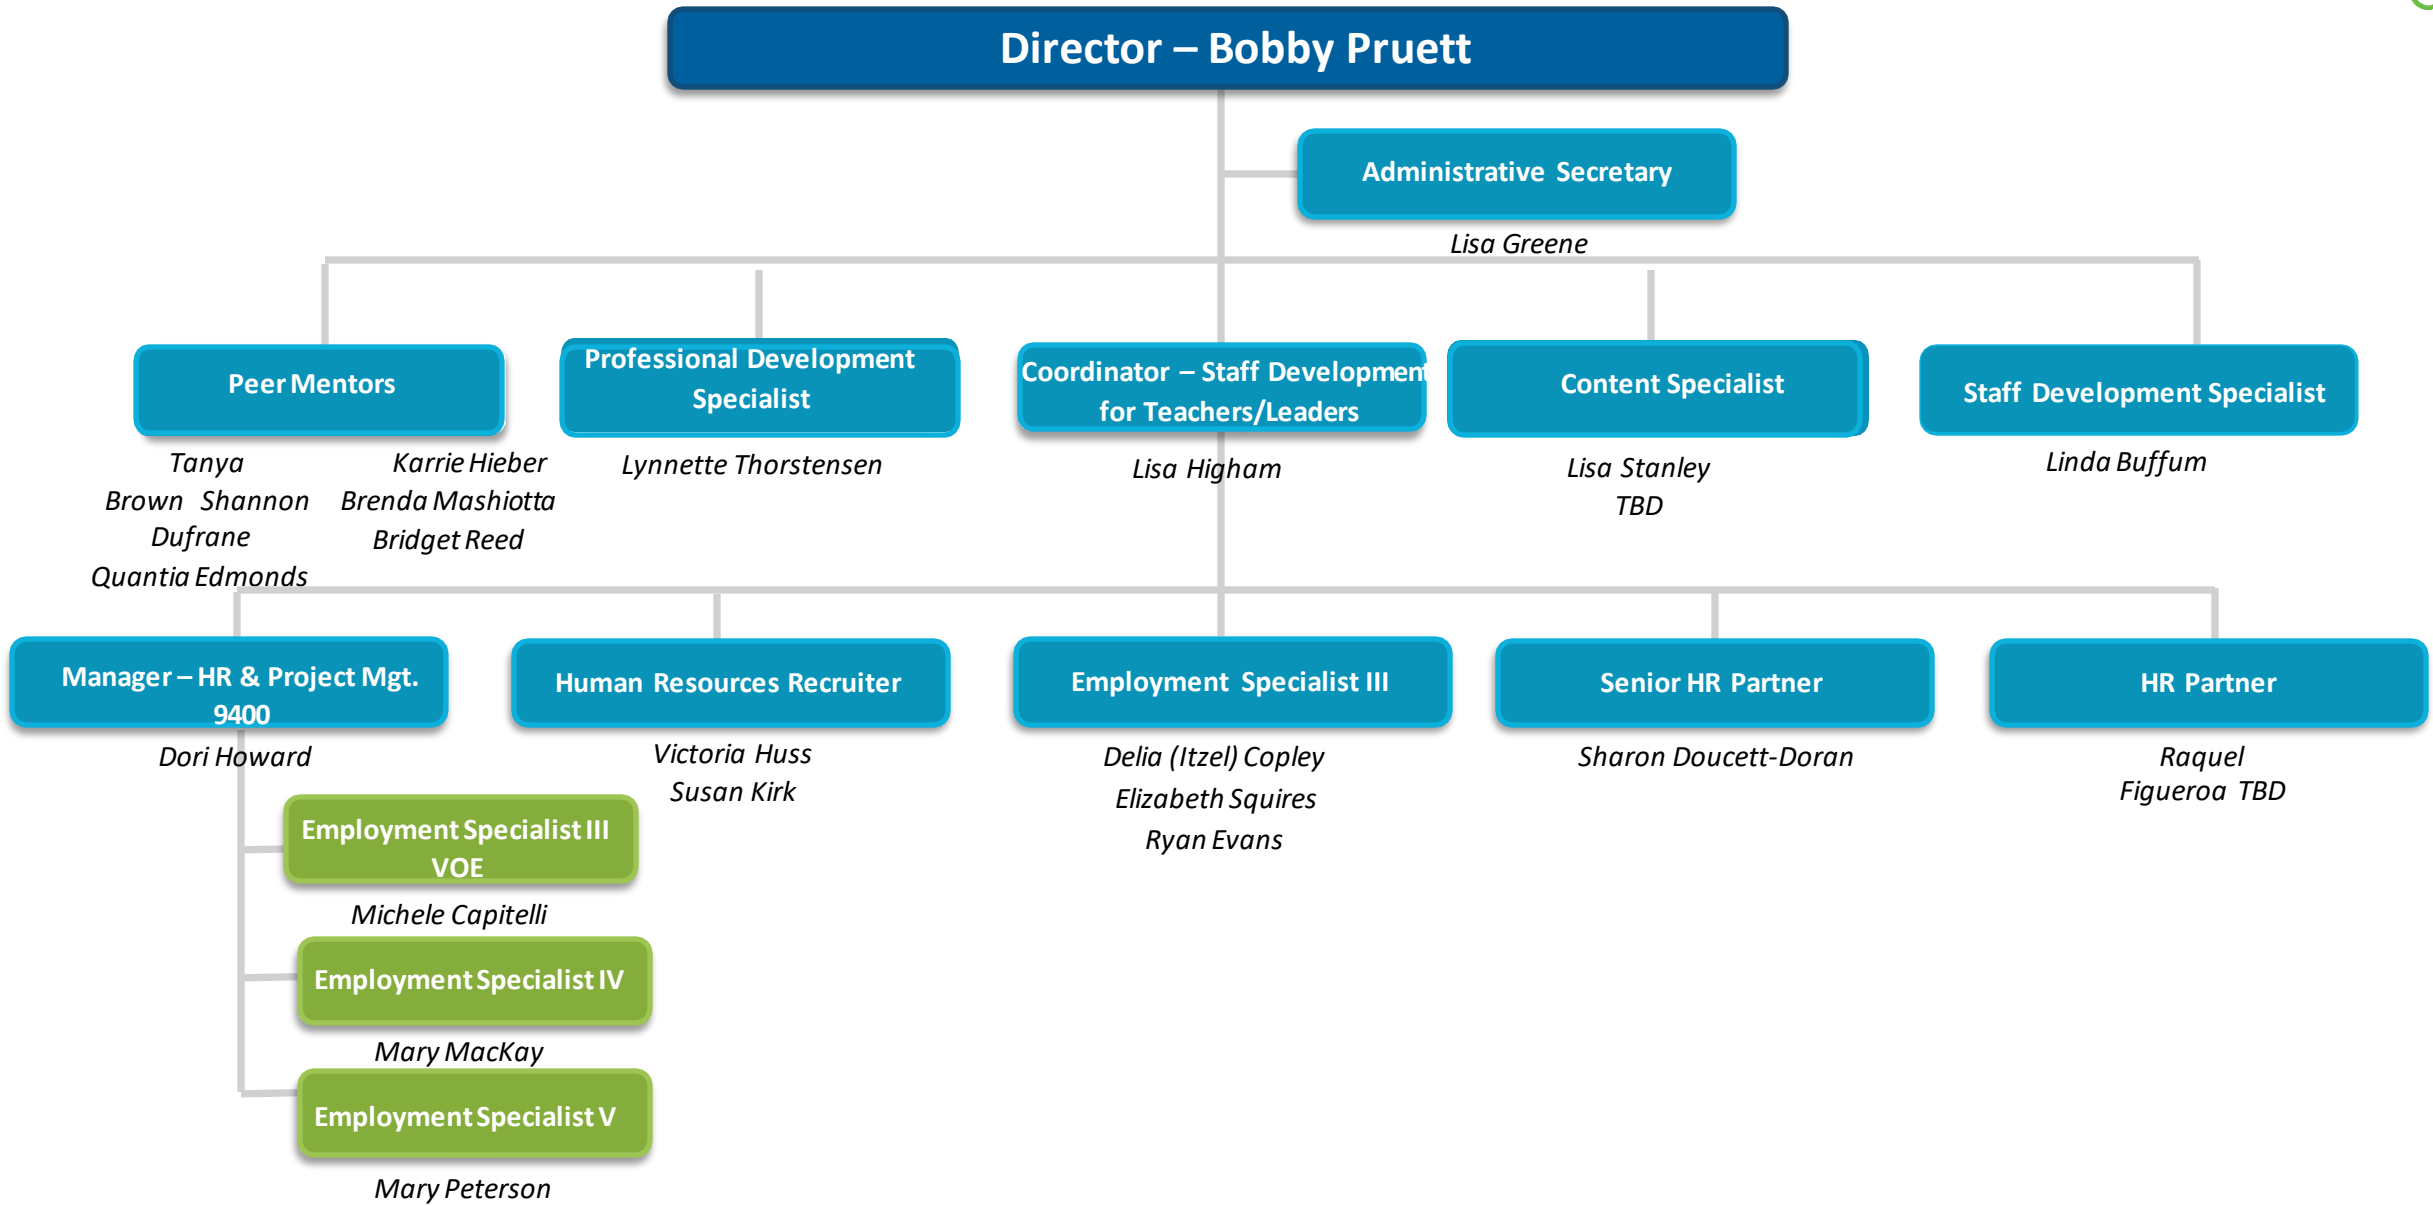 Director – Bobby Pruett
Administrative Secretary
Lisa Greene
Peer Mentors
Tanya
Brown Shannon
Dufrane
Quantia Edmonds
Karrie Hieber
Brenda Mashiotta
Bridget Reed
Professional Development
Specialist
Lynnette Thorstensen
Coordinator – Staff Development
for Teachers/Leaders
Lisa Higham
Content Specialist
Lisa Stanley
TBD
Staff Development Specialist
Linda Buffum
Manager – HR & Project Mgt.
9400
Dori Howard
Human Resources Recruiter
Victoria Huss
Susan Kirk
Employment Specialist III
Delia (Itzel) Copley
Elizabeth Squires
Ryan Evans
Senior HR Partner
Sharon Doucett-Doran
HR Partner
Raquel
Figueroa TBD
Employment Specialist III
VOE
Michele Capitelli
Employment Specialist IV
Mary MacKay
Employment Specialist V
Mary Peterson